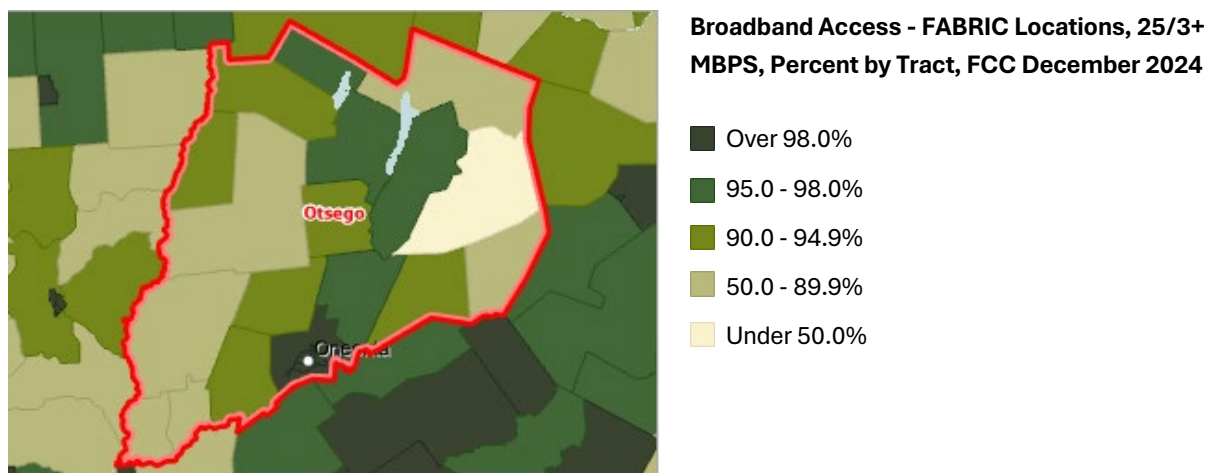 Broadband Access - FABRIC Locations, 25/3+
MBPS, Percent by Tract, FCC December 2024
Over 98.0%
95.0 - 98.0%
90.0 - 94.9%
50.0 - 89.9%
Under 50.0%
Otsego
Oneonta